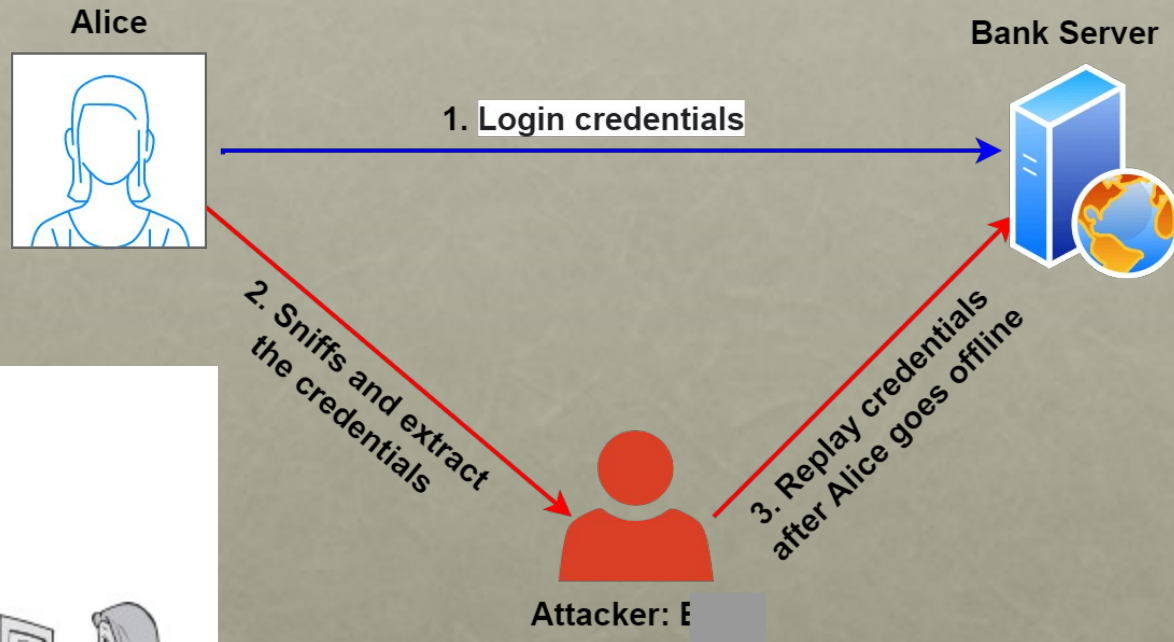 Alice
Bank Server
1. Login credentials
2. Sniffs and extract
the credentials
3. Replay credentials
after Alice goes offline
Attacker: